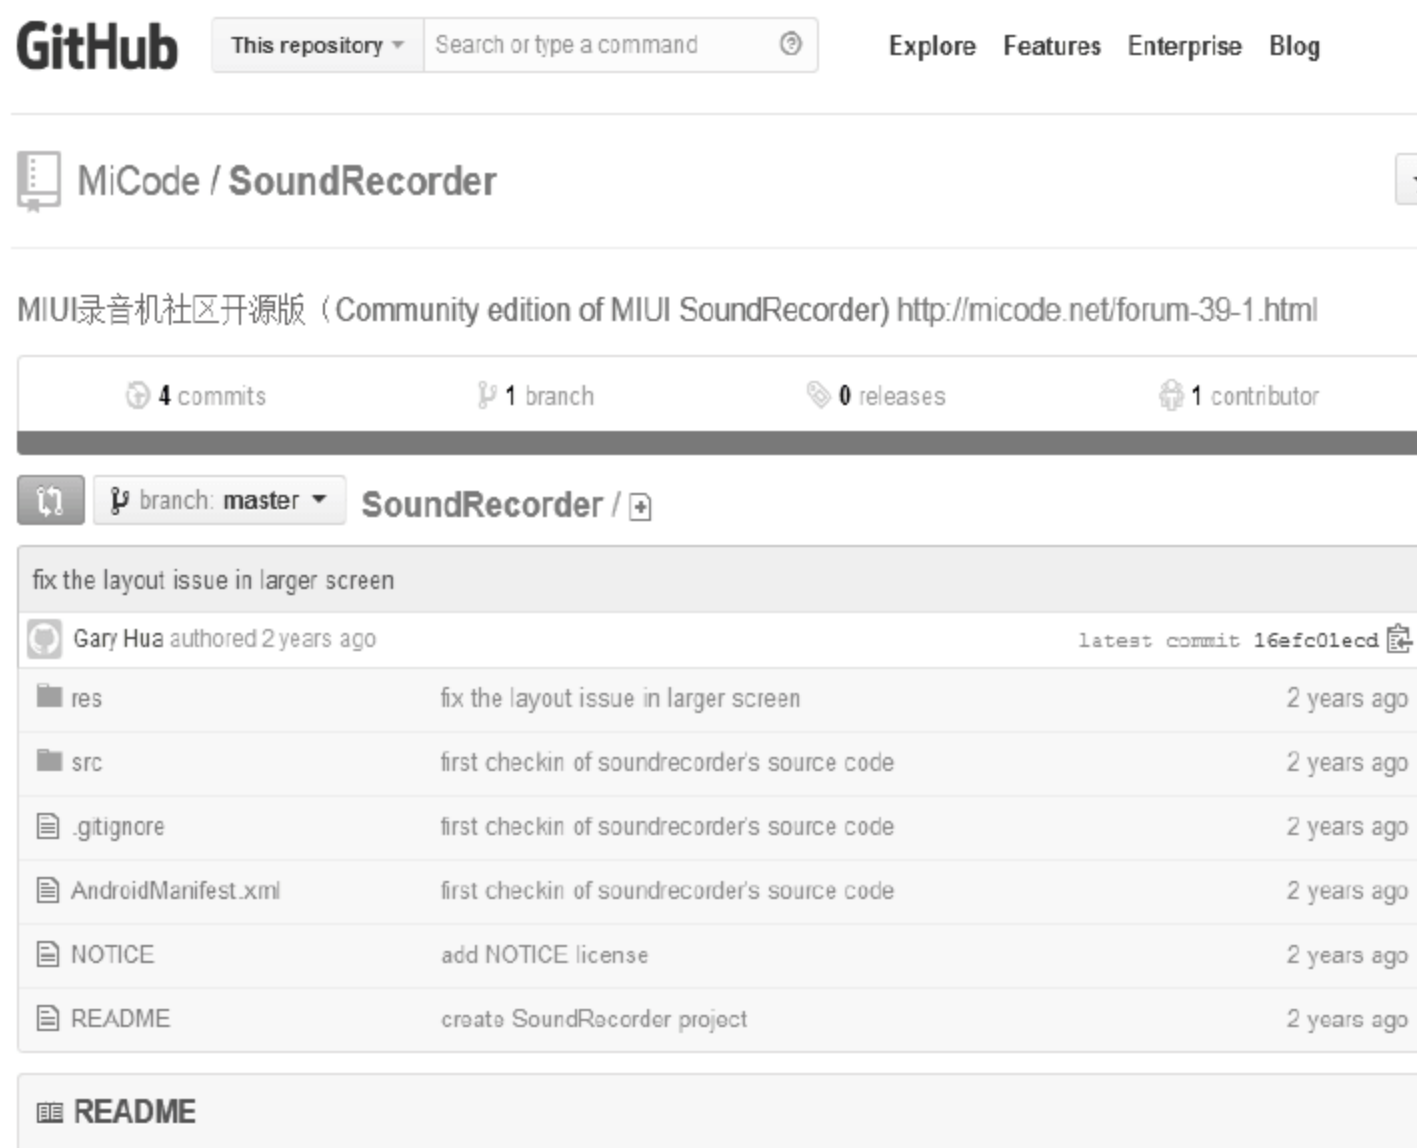 GitHub This repository Search or type a command Explore Features Enterprise Blog
MiCode / SoundRecorder
MIUI录音机社区开源版（Community edition of MIUI SoundRecorder) http://micode.net/forum-39-1.html
4 commits 1 branch 0 releases 1 contributor
branch: master SoundRecorder /
fix the layout issue in larger screen
Gary Hua authored 2 years ago latest commit 16efc01ecd
res fix the layout issue in larger screen 2 years ago
src first checkin of soundrecorder's source code 2 years ago
.gitignore first checkin of soundrecorder's source code 2 years ago
AndroidManifest.xml first checkin of soundrecorder's source code 2 years ago
NOTICE add NOTICE license 2 years ago
README create SoundRecorder project 2 years ago
README